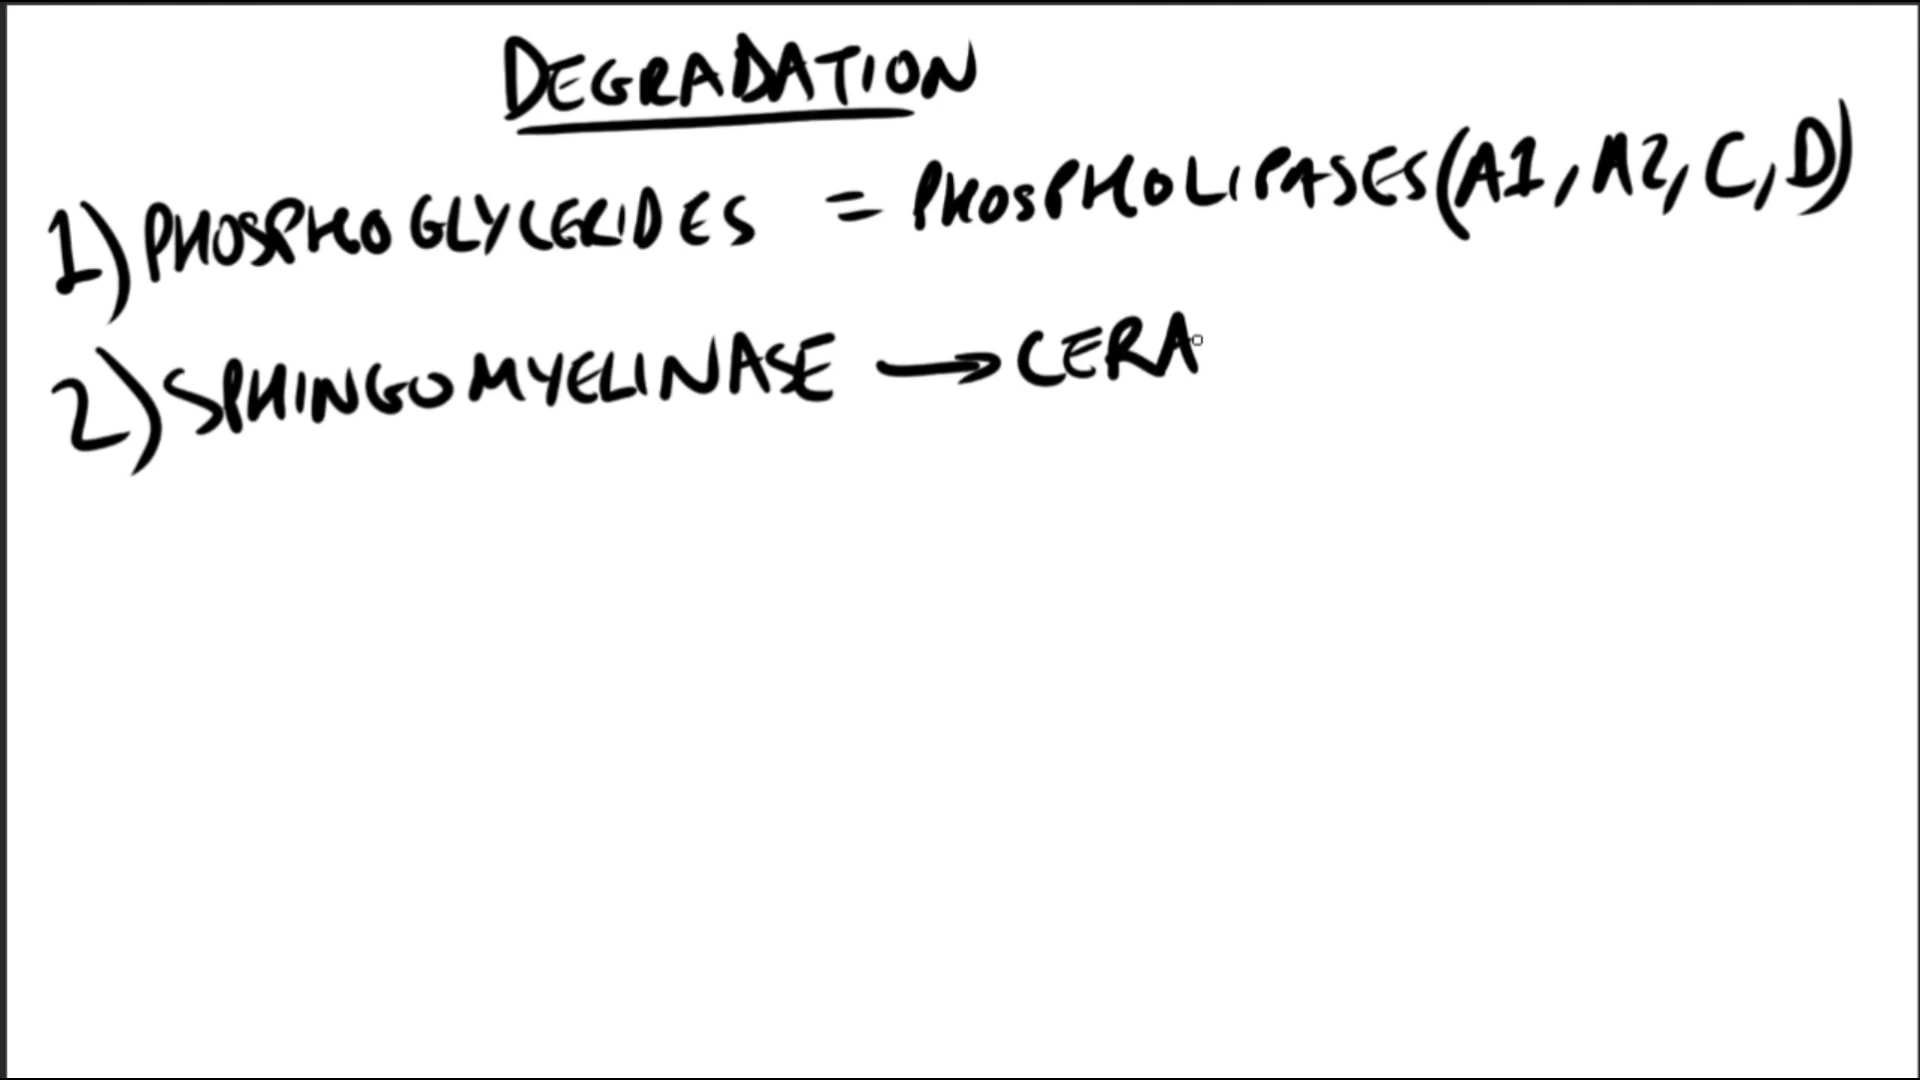 DEGRADATION
1) PHOSPHOGLYCERIDES = PHOSPHOLIPASES (A1, A2, C, D)
2) SPHINGOMYELINASE → CERA